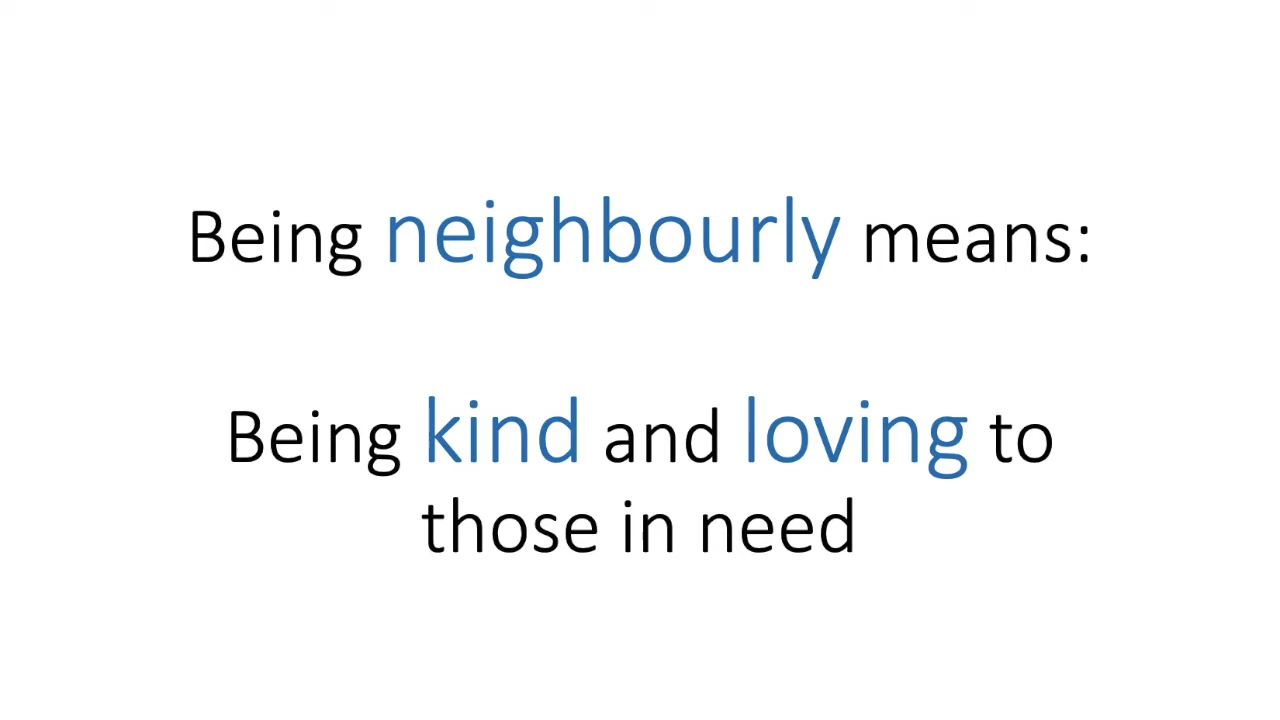 Being neighbourly means:
Being kind and loving to
those in need